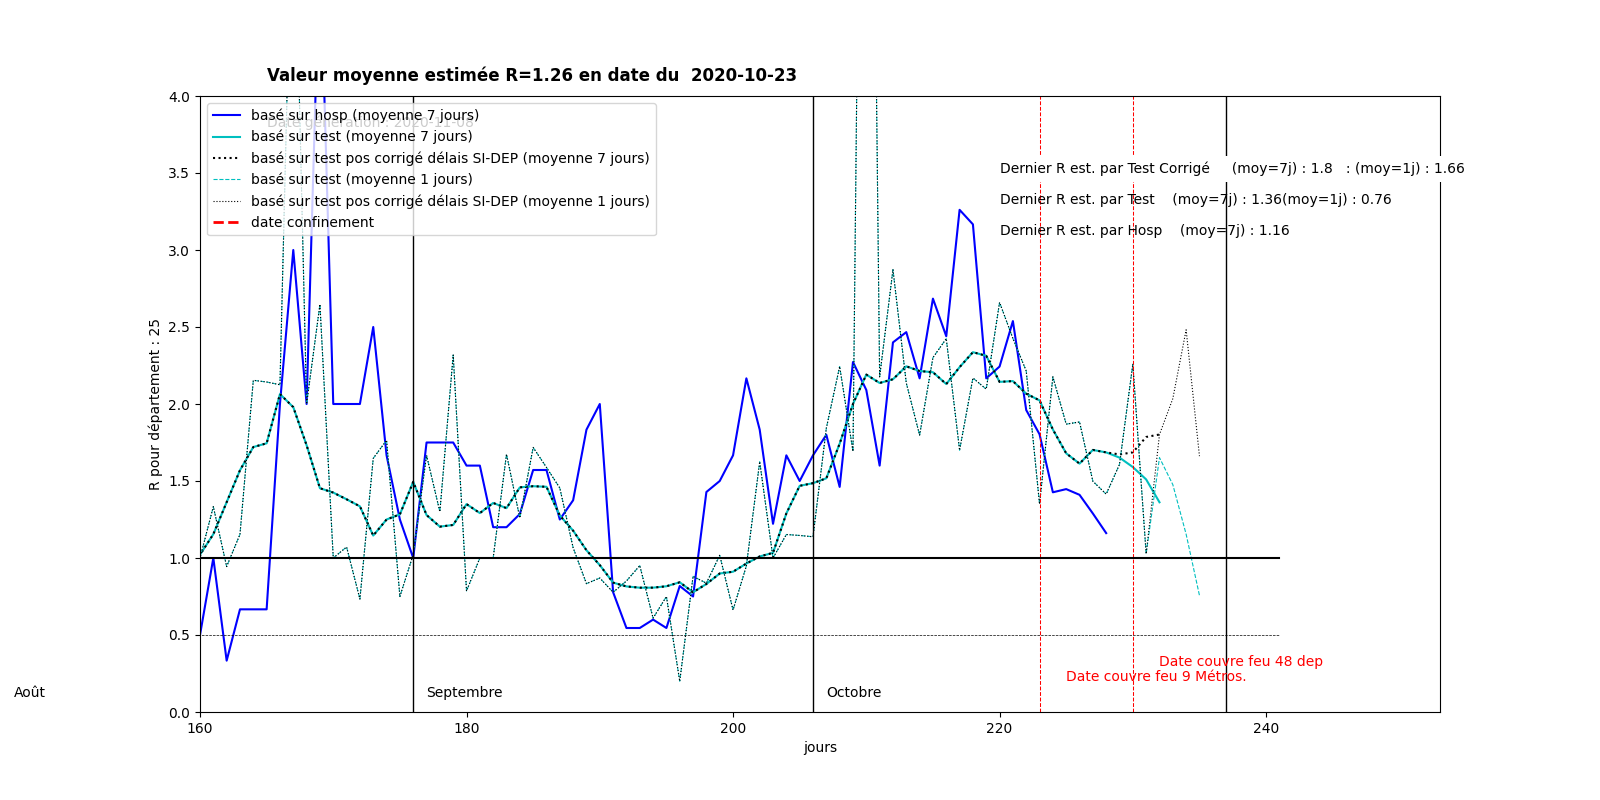 Valeur moyenne estimée R=1.26 en date du  2020-10-23
Date génération : 2020-11-08
basé sur hosp (moyenne 7 jours)
basé sur test (moyenne 7 jours)
basé sur test pos corrigé délais SI-DEP (moyenne 7 jours)
basé sur test (moyenne 1 jours)
basé sur test pos corrigé délais SI-DEP (moyenne 1 jours)
date confinement
Dernier R est. par Test Corrigé     (moy=7j) : 1.8   : (moy=1j) : 1.66
Dernier R est. par Test    (moy=7j) : 1.36(moy=1j) : 0.76
Dernier R est. par Hosp    (moy=7j) : 1.16
4.0
3.5
3.0
2.5
2.0
1.5
1.0
0.5
0.0
R pour département : 25
Date couvre feu 48 dep
Date couvre feu 9 Métros.
Août
Septembre
Octobre
160
180
200
220
240
jours